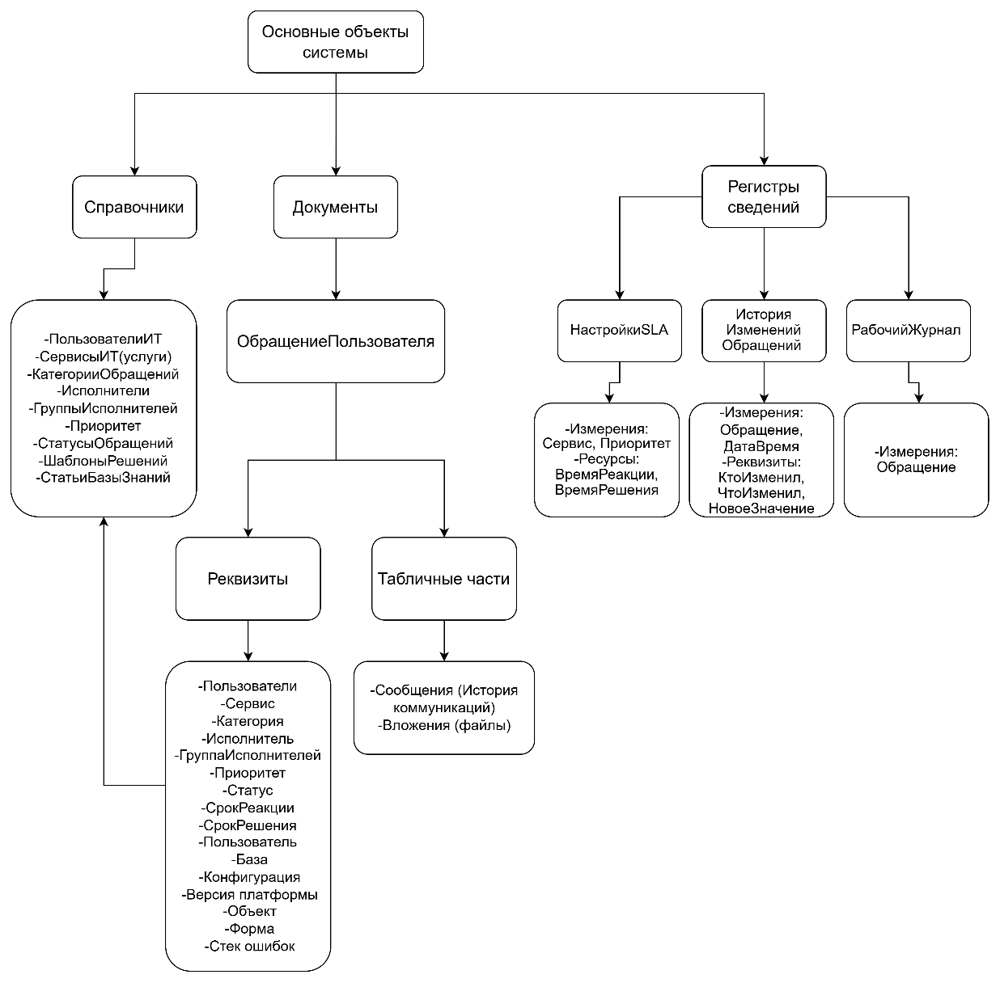 Основные объекты
системы
Справочники
Документы
Регистры
сведений
-ПользователиИТ
-СервисыИТ(услуги)
-КатегорииОбращений
-Исполнители
-ГруппыИсполнителей
-Приоритет
-СтатусыОбращений
-ШаблоныРешений
-СтатьиБазыЗнаний
ОбращениеПользователя
НастройкиSLA
История
Изменений
Обращений
РабочийЖурнал
-Измерения:
Сервис, Приоритет
-Ресурсы:
ВремяРеакции,
ВремяРешения
-Измерения:
Обращение,
ДатаВремя
-Реквизиты:
КтоИзменил,
ЧтоИзменил,
НовоеЗначение
-Измерения:
Обращение
Реквизиты
Табличные части
-Пользователи
-Сервис
-Категория
-Исполнитель
-ГруппаИсполнителей
-Приоритет
-Статус
-СрокРеакции
-СрокРешения
-Пользователь
-База
-Конфигурация
-Версия платформы
-Объект
-Форма
-Стек ошибок
-Сообщения (История
коммуникаций)
-Вложения (файлы)